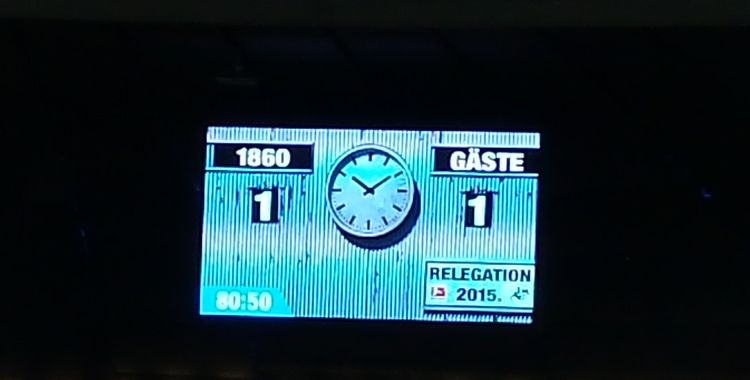 1860
GÄSTE
1
1
RELEGATION
2015.
80:50